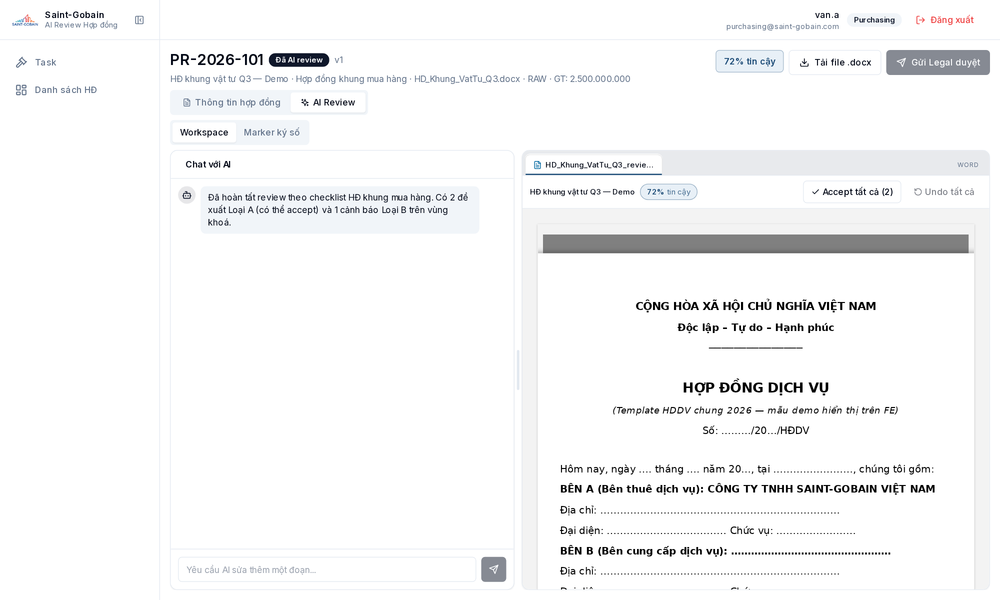 SAINT-GOBAIN
Saint-Gobain
AI Review Hợp đồng
van.a
purchasing@saint-gobain.com
Purchasing
Đăng xuất
Task
Danh sách HĐ
PR-2026-101
Đã AI review
v1
72% tin cậy
Tải file .docx
Gửi Legal duyệt
HĐ khung vật tư Q3 — Demo · Hợp đồng khung mua hàng · HD_Khung_VatTu_Q3.docx · RAW · GT: 2.500.000.000
Thông tin hợp đồng
AI Review
Workspace
Marker ký số
Chat với AI
Đã hoàn tất review theo checklist HĐ khung mua hàng. Có 2 đề
xuất Loại A (có thể accept) và 1 cảnh báo Loại B trên vùng
khoá.
Yêu cầu AI sửa thêm một đoạn...
HD_Khung_VatTu_Q3_revie...
WORD
HĐ khung vật tư Q3 — Demo
72% tin cậy
Accept tất cả (2)
Undo tất cả
CỘNG HÒA XÃ HỘI CHỦ NGHĨA VIỆT NAM
Độc lập – Tự do – Hạnh phúc
_______________
HỢP ĐỒNG DỊCH VỤ
(Template HDDV chung 2026 — mẫu demo hiển thị trên FE)
Số: ………/20…/HĐDV
Hôm nay, ngày …. tháng …. năm 20…, tại ……………………, chúng tôi gồm:
BÊN A (Bên thuê dịch vụ): CÔNG TY TNHH SAINT-GOBAIN VIỆT NAM
Địa chỉ: ………………………………………………………………
Đại diện: ……………………………… Chức vụ: ……………………
BÊN B (Bên cung cấp dịch vụ): …………………………………………
Địa chỉ: ………………………………………………………………